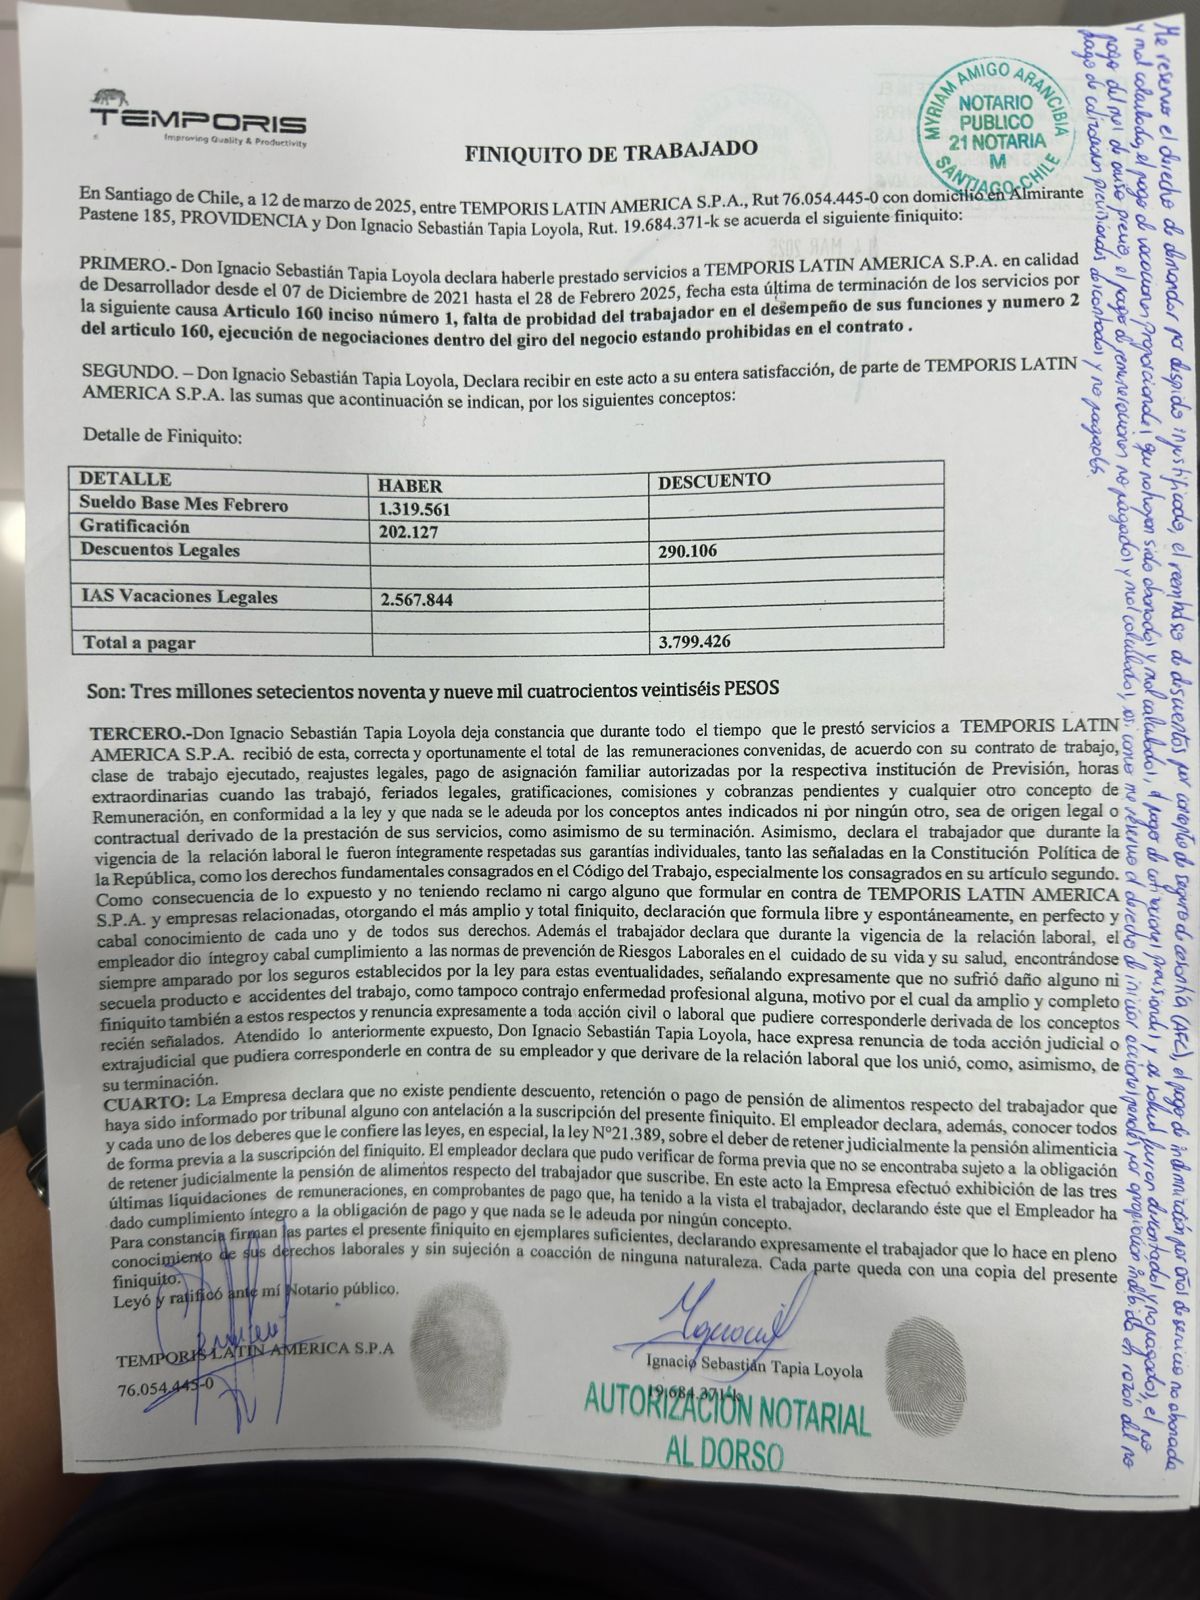 TEMPORIS
Improving Quality & Productivity
MYRIAM AMIGO ARANCIBIA
NOTARIO
PUBLICO
21 NOTARIA
M
SANTIAGO-CHILE
FINIQUITO DE TRABAJADO
En Santiago de Chile, a 12 de marzo de 2025, entre TEMPORIS LATIN AMERICA S.P.A., Rut 76.054.445-0 con domicilio en Almirante
Pastene 185, PROVIDENCIA y Don Ignacio Sebastián Tapia Loyola, Rut. 19.684.371-k se acuerda el siguiente finiquito:
PRIMERO.- Don Ignacio Sebastián Tapia Loyola declara haberle prestado servicios a TEMPORIS LATIN AMERICA S.P.A. en calidad
de Desarrollador desde el 07 de Diciembre de 2021 hasta el 28 de Febrero 2025, fecha esta última de terminación de los servicios por
la siguiente causa Articulo 160 inciso número 1, falta de probidad del trabajador en el desempeño de sus funciones y numero 2
del articulo 160, ejecución de negociaciones dentro del giro del negocio estando prohibidas en el contrato .
SEGUNDO. – Don Ignacio Sebastián Tapia Loyola, Declara recibir en este acto a su entera satisfacción, de parte de TEMPORIS LATIN
AMERICA S.P.A. las sumas que acontinuación se indican, por los siguientes conceptos:
Detalle de Finiquito:
DETALLE HABER DESCUENTO
Sueldo Base Mes Febrero 1.319.561
Gratificación 202.127
Descuentos Legales 290.106
IAS Vacaciones Legales 2.567.844
Total a pagar 3.799.426
Son: Tres millones setecientos noventa y nueve mil cuatrocientos veintiséis PESOS
TERCERO.-Don Ignacio Sebastián Tapia Loyola deja constancia que durante todo el tiempo que le prestó servicios a TEMPORIS LATIN
AMERICA S.P.A. recibió de esta, correcta y oportunamente el total de las remuneraciones convenidas, de acuerdo con su contrato de trabajo,
clase de trabajo ejecutado, reajustes legales, pago de asignación familiar autorizadas por la respectiva institución de Previsión, horas
extraordinarias cuando las trabajó, feriados legales, gratificaciones, comisiones y cobranzas pendientes y cualquier otro concepto de
Remuneración, en conformidad a la ley y que nada se le adeuda por los conceptos antes indicados ni por ningún otro, sea de origen legal o
contractual derivado de la prestación de sus servicios, como asimismo de su terminación. Asimismo, declara el trabajador que durante la
vigencia de la relación laboral le fueron íntegramente respetadas sus garantías individuales, tanto las señaladas en la Constitución Política de
la República, como los derechos fundamentales consagrados en el Código del Trabajo, especialmente los consagrados en su artículo segundo.
Como consecuencia de lo expuesto y no teniendo reclamo ni cargo alguno que formular en contra de TEMPORIS LATIN AMERICA
S.P.A. y empresas relacionadas, otorgando el más amplio y total finiquito, declaración que formula libre y espontáneamente, en perfecto y
cabal conocimiento de cada uno y de todos sus derechos. Además el trabajador declara que durante la vigencia de la relación laboral, el
empleador dio íntegroy cabal cumplimiento a las normas de prevención de Riesgos Laborales en el cuidado de su vida y su salud, encontrándose
siempre amparado por los seguros establecidos por la ley para estas eventualidades, señalando expresamente que no sufrió daño alguno ni
secuela producto e accidentes del trabajo, como tampoco contrajo enfermedad profesional alguna, motivo por el cual da amplio y completo
finiquito también a estos respectos y renuncia expresamente a toda acción civil o laboral que pudiere corresponderle derivada de los conceptos
recién señalados. Atendido lo anteriormente expuesto, Don Ignacio Sebastián Tapia Loyola, hace expresa renuncia de toda acción judicial o
extrajudicial que pudiera corresponderle en contra de su empleador y que derivare de la relación laboral que los unió, como, asimismo, de
su terminación.
CUARTO: La Empresa declara que no existe pendiente descuento, retención o pago de pensión de alimentos respecto del trabajador que
haya sido informado por tribunal alguno con antelación a la suscripción del presente finiquito. El empleador declara, además, conocer todos
y cada uno de los deberes que le confiere las leyes, en especial, la ley Nº21.389, sobre el deber de retener judicialmente la pensión alimenticia
de forma previa a la suscripción del finiquito. El empleador declara que pudo verificar de forma previa que no se encontraba sujeto a la obligación
de retener judicialmente la pensión de alimentos respecto del trabajador que suscribe. En este acto la Empresa efectuó exhibición de las tres
últimas liquidaciones de remuneraciones, en comprobantes de pago que, ha tenido a la vista el trabajador, declarando éste que el Empleador ha
dado cumplimiento íntegro a la obligación de pago y que nada se le adeuda por ningún concepto.
Para constancia firman las partes el presente finiquito en ejemplares suficientes, declarando expresamente el trabajador que lo hace en pleno
conocimiento de sus derechos laborales y sin sujeción a coacción de ninguna naturaleza. Cada parte queda con una copia del presente
finiquito.
Leyó y ratificó ante mí Notario público.
TEMPORIS LATIN AMERICA S.P.A
76.054.445-0
Ignacio
Ignacio Sebastián Tapia Loyola
19.684.371-k
AUTORIZACIÓN NOTARIAL
AL DORSO
Me reservo el derecho de demandar por despido injustificado, el reembolso de descuentos por concepto de seguro de cesantía (AFC), el pago de indemnización por años de servicio no abonada
y mal calculada, el pago de vacaciones proporcionales que no hayan sido abonadas y mal calculadas, el pago de cotizaciones previsionales y de salud fueron descontadas y no pagadas, el no
pago del mes de aviso previo, el pago de remuneraciones no pagadas y mal calculadas, así como me reservo el derecho de iniciar acciones penales por apropiación indebida en razón del no
pago de cotizaciones previsionales descontadas y no pagadas.